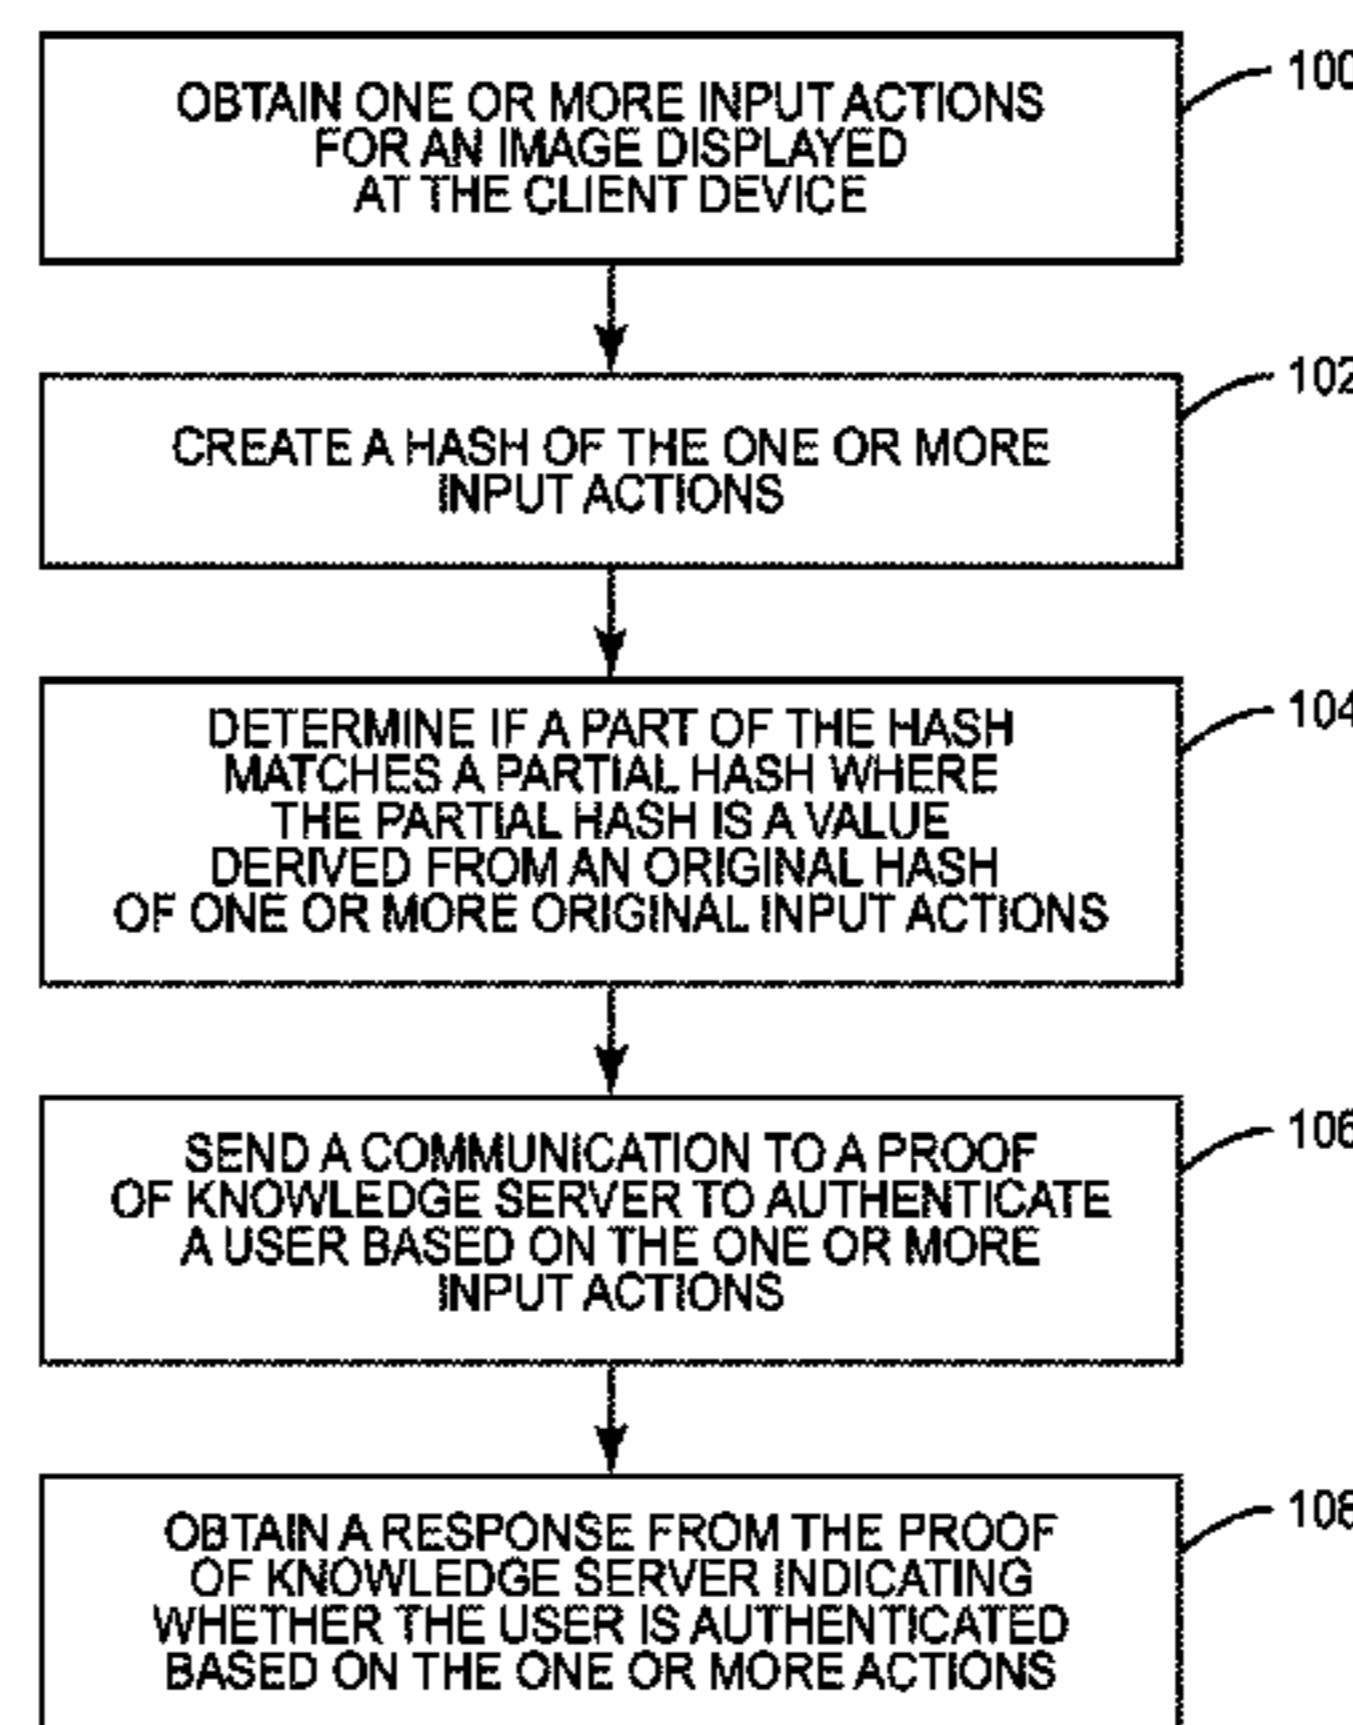 OBTAIN ONE OR MORE INPUT ACTIONS
FOR AN IMAGE DISPLAYED
AT THE CLIENT DEVICE
100
CREATE A HASH OF THE ONE OR MORE
INPUT ACTIONS
102
DETERMINE IF A PART OF THE HASH
MATCHES A PARTIAL HASH WHERE
THE PARTIAL HASH IS A VALUE
DERIVED FROM AN ORIGINAL HASH
OF ONE OR MORE ORIGINAL INPUT ACTIONS
104
SEND A COMMUNICATION TO A PROOF
OF KNOWLEDGE SERVER TO AUTHENTICATE
A USER BASED ON THE ONE OR MORE
INPUT ACTIONS
106
OBTAIN A RESPONSE FROM THE PROOF
OF KNOWLEDGE SERVER INDICATING
WHETHER THE USER IS AUTHENTICATED
BASED ON THE ONE OR MORE ACTIONS
108